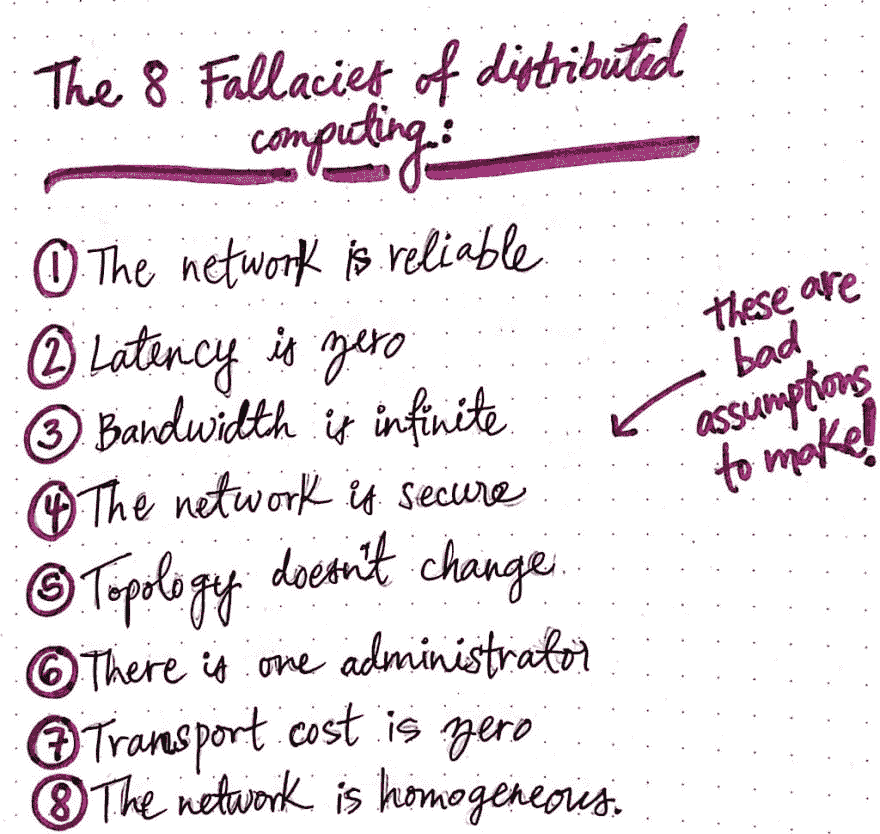 The 8 Fallacies of distributed
computing:
① The network is reliable
② Latency is zero
③ Bandwidth is infinite
④ The network is secure
⑤ Topology doesn't change
⑥ There is one administrator
⑦ Transport cost is zero
⑧ The network is homogeneous.
these are
bad
assumptions
to make!